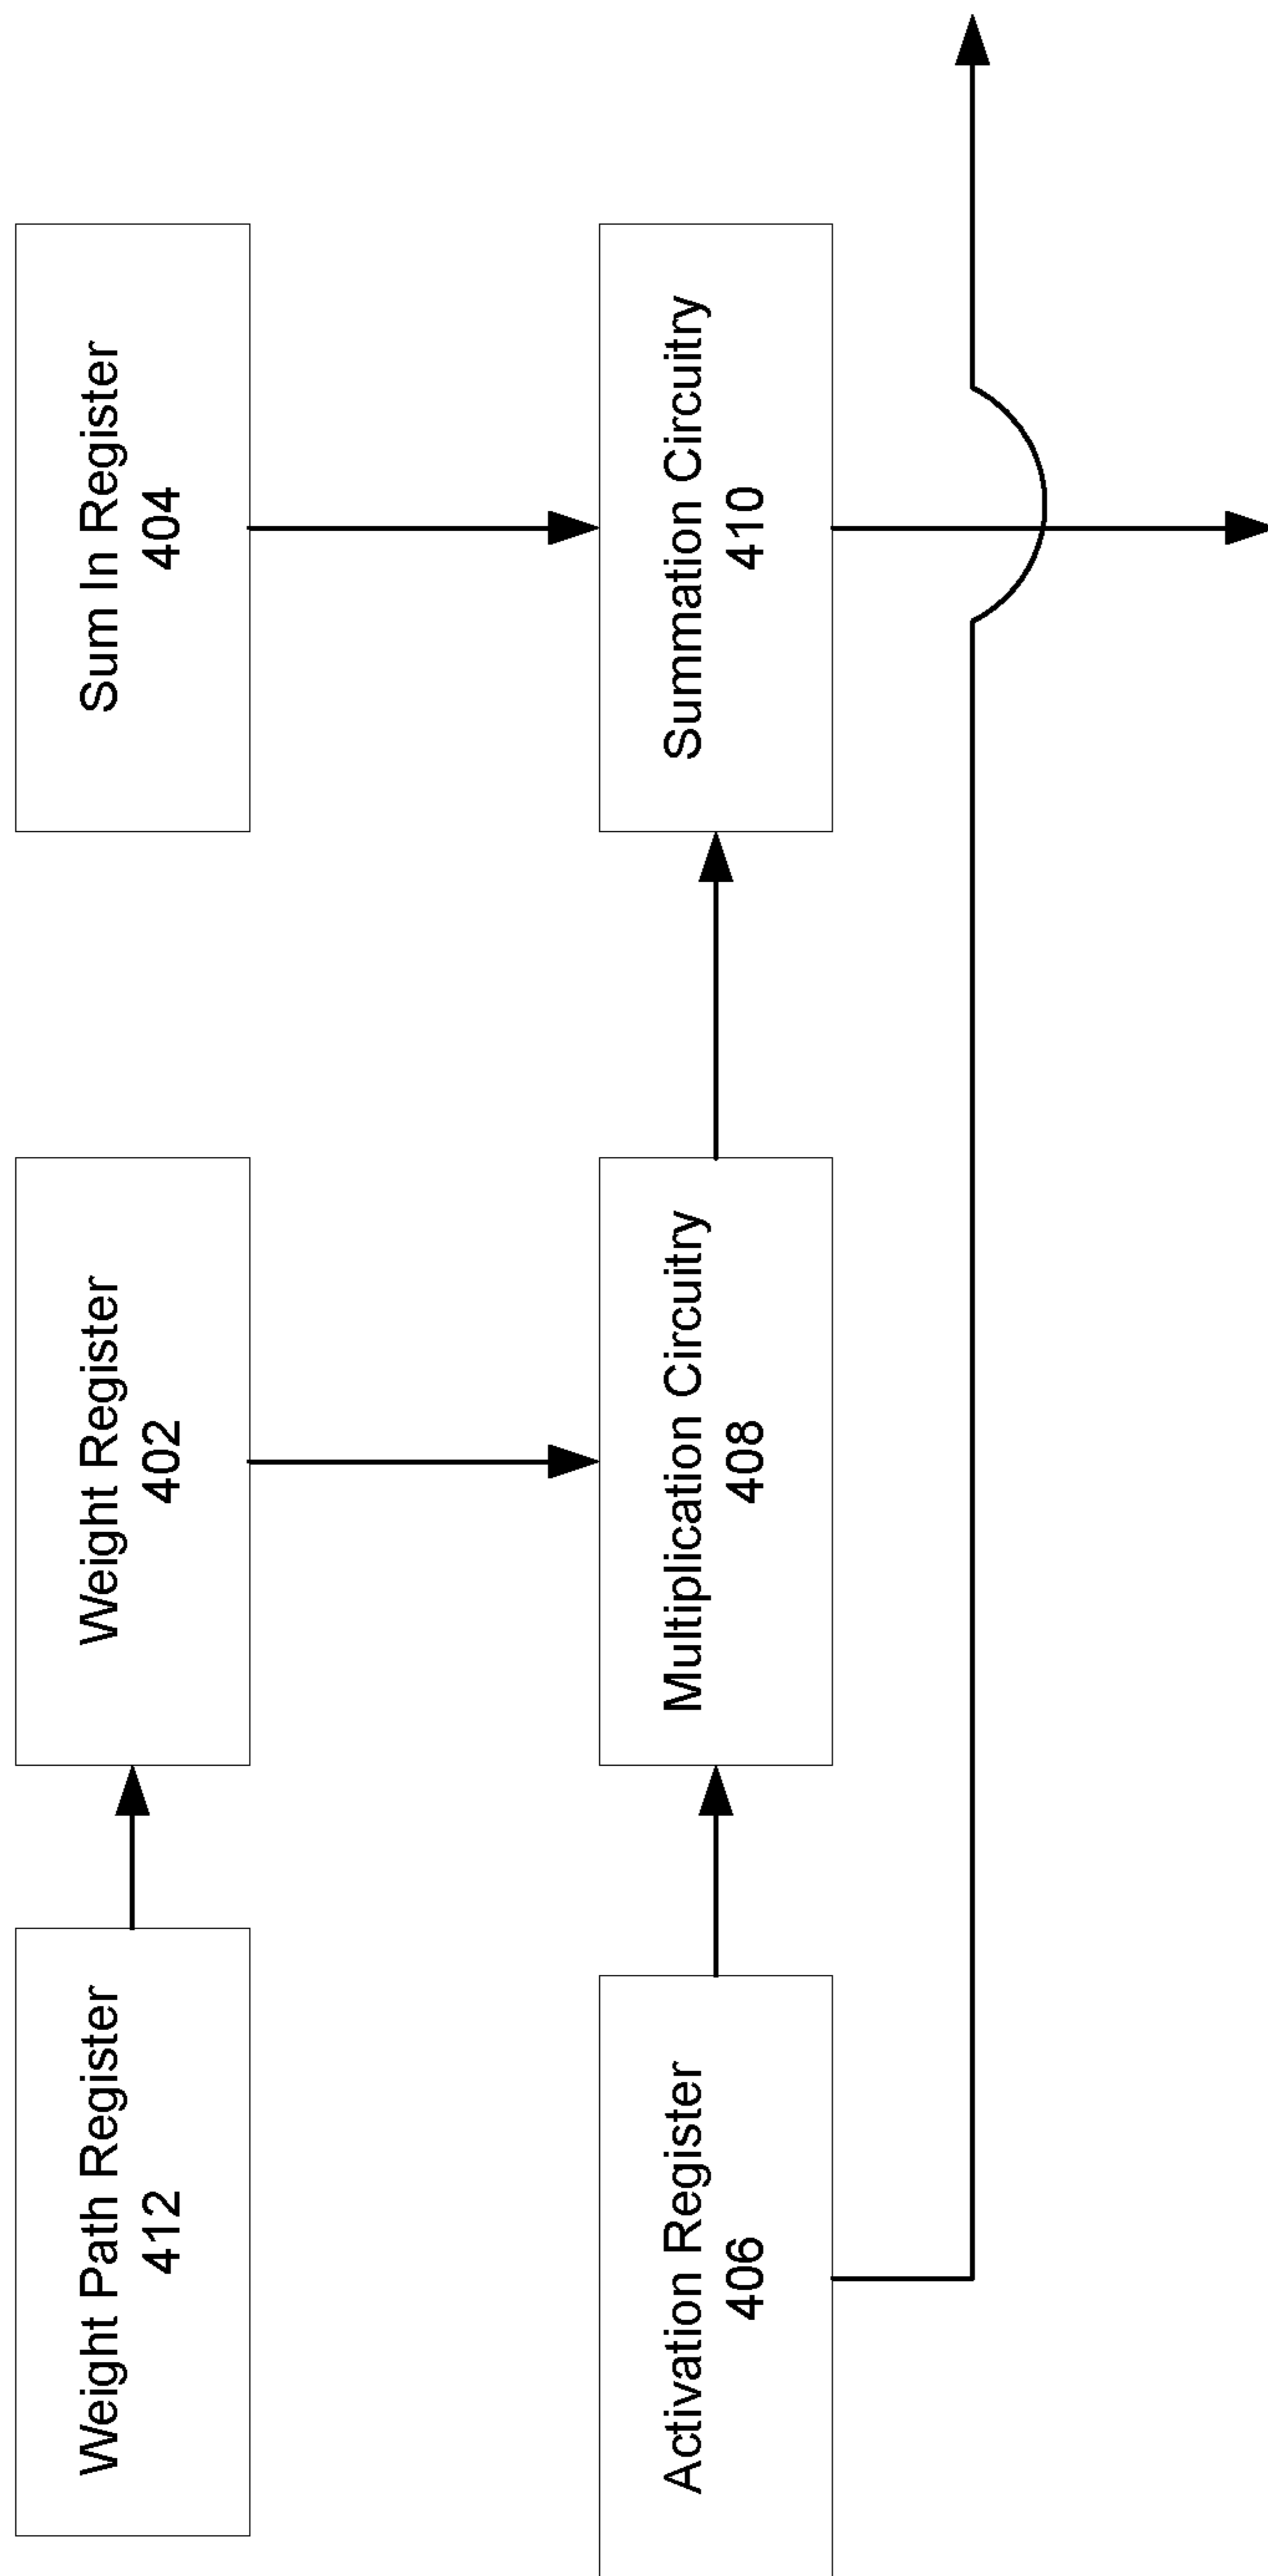 Weight Path Register
412
Weight Register
402
Sum In Register
404
Activation Register
406
Multiplication Circuitry
408
Summation Circuitry
410